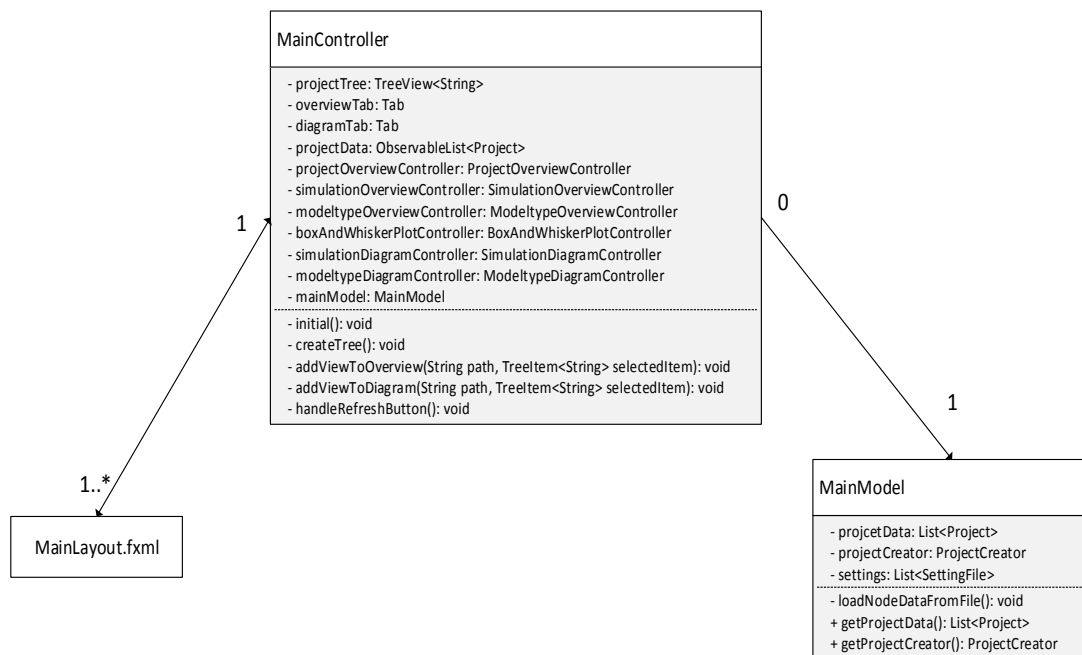 MainController
- projectTree: TreeView<String>
- overviewTab: Tab
- diagramTab: Tab
- projectData: ObservableList<Project>
- projectOverviewController: ProjectOverviewController
- simulationOverviewController: SimulationOverviewController
- modeltypeOverviewController: ModeltypeOverviewController
- boxAndWhiskerPlotController: BoxAndWhiskerPlotController
- simulationDiagramController: SimulationDiagramController
- modeltypeDiagramController: ModeltypeDiagramController
- mainModel: MainModel
- initial(): void
- createTree(): void
- addViewToOverview(String path, TreeItem<String> selectedItem): void
- addViewToDiagram(String path, TreeItem<String> selectedItem): void
- handleRefreshButton(): void
1
0
1..*
1
MainLayout.fxml
MainModel
- projcetData: List<Project>
- projectCreator: ProjectCreator
- settings: List<SettingFile>
- loadNodeDataFromFile(): void
+ getProjectData(): List<Project>
+ getProjectCreator(): ProjectCreator